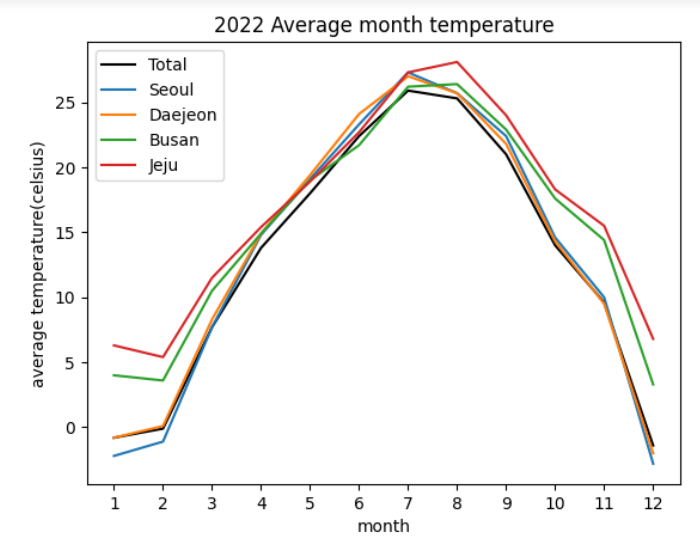 2022 Average month temperature
Total
Seoul
Daejeon
Busan
Jeju
average temperature(celsius)
25
20
15
10
5
0
1 2 3 4 5 6 7 8 9 10 11 12
month